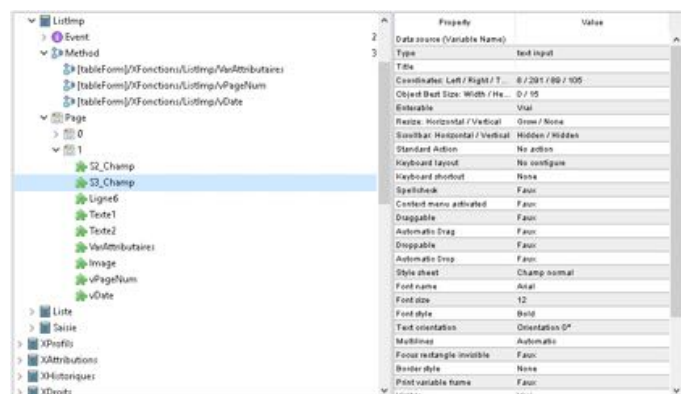 ListImp
Event 2
Method 3
[tableForm]/XFonctions/ListImp/VarAttributaires
[tableForm]/XFonctions/ListImp/vPageNum
[tableForm]/XFonctions/ListImp/vDate
Page
0
1
S2_Champ
S3_Champ
Ligne6
Texte1
Texte2
VarAttributaires
Image
vPageNum
vDate
Liste
Saisie
XProfils
XAttributions
XHistoriques
XDroits
Property Value
Data source (Variable Name)
Type text input
Title
Coordinates: Left / Right / T... 6 / 291 / 89 / 105
Object Best Size: Width / He... 0 / 15
Enterable Vrai
Resize: Horizontal / Vertical Grow / None
Scrollbar: Horizontal / Vertical Hidden / Hidden
Standard Action No action
Keyboard layout No configure
Keyboard shortcut None
Spellcheck Faux
Context menu activated Faux
Draggable Faux
Automatic Drag Faux
Droppable Faux
Automatic Drop Faux
Style sheet Champ normal
Font name Arial
Font size 12
Font style Bold
Text orientation Orientation 0°
Multilines Automatic
Focus rectangle invisible Faux
Border style None
Print variable frame Faux